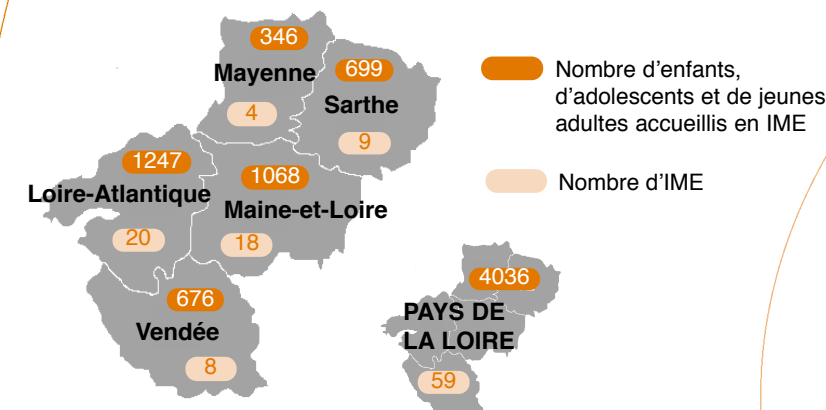 346
Mayenne
4
699
Sarthe
9
1247
Loire-Atlantique
20
1068
Maine-et-Loire
18
676
Vendée
8
Nombre d'enfants,
d'adolescents et de jeunes
adultes accueillis en IME
Nombre d'IME
4036
PAYS DE
LA LOIRE
59